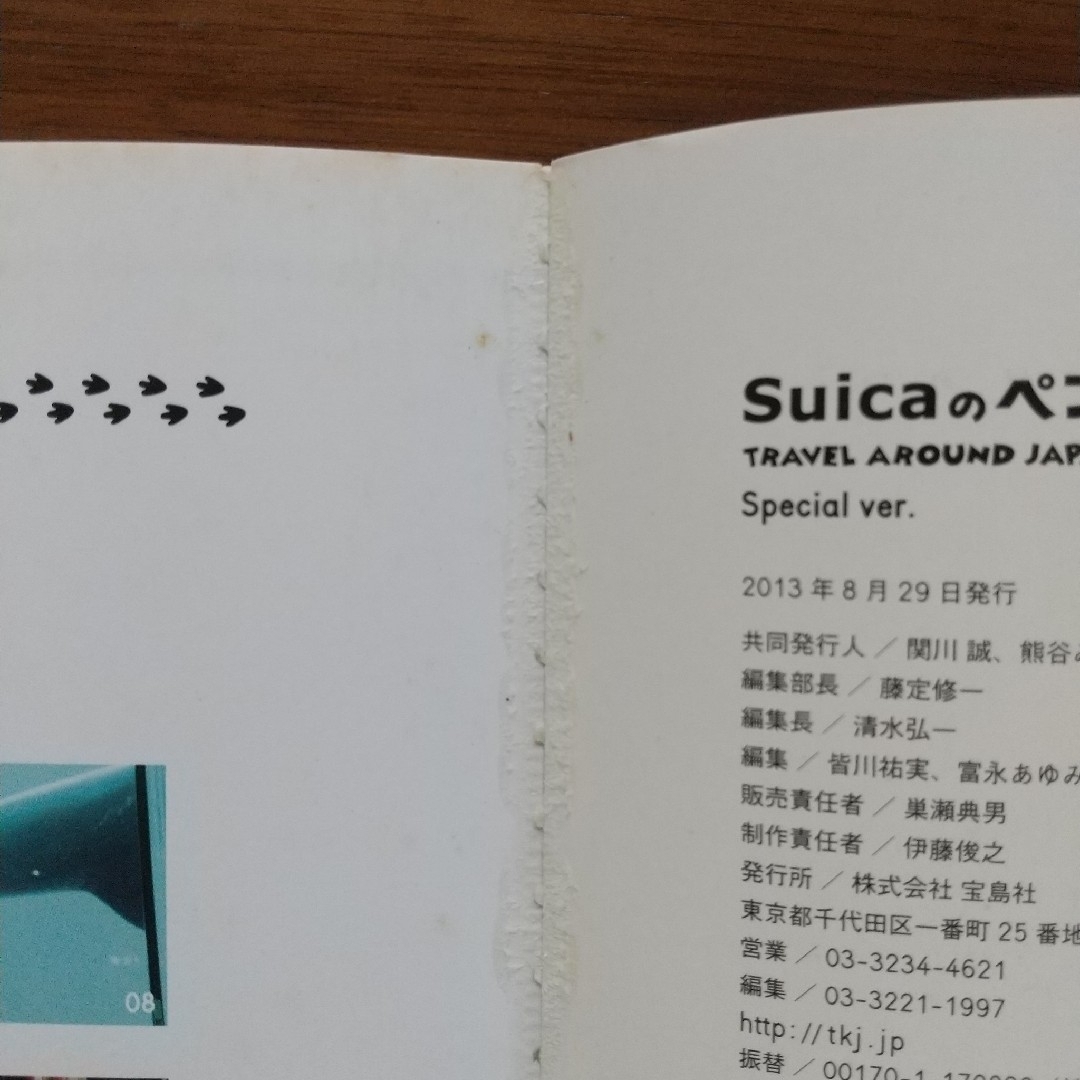 08
Suicaのペン
TRAVEL AROUND JAP
Special ver.
2013年8月29日発行
共同発行人／関川 誠、熊谷
編集部長／藤定修一
編集長／清水弘一
編集／皆川祐実、富永あゆみ
販売責任者／巣瀬典男
制作責任者／伊藤俊之
発行所／株式会社 宝島社
東京都千代田区一番町25番地
営業／03-3234-4621
編集／03-3221-1997
http://tkj.jp
振替／00170-1-170